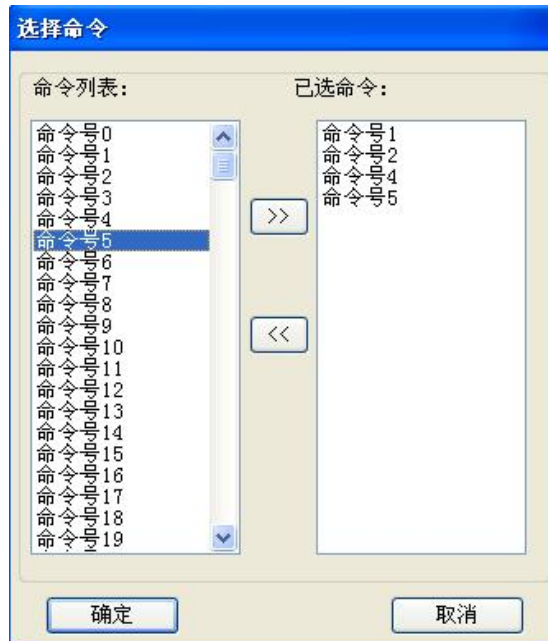 选择命令
命令列表:
已选命令:
命令号0
命令号1
命令号2
命令号3
命令号4
命令号5
命令号6
命令号7
命令号8
命令号9
命令号10
命令号11
命令号12
命令号13
命令号14
命令号15
命令号16
命令号17
命令号18
命令号19
>>
<<
命令号1
命令号2
命令号4
命令号5
确定
取消